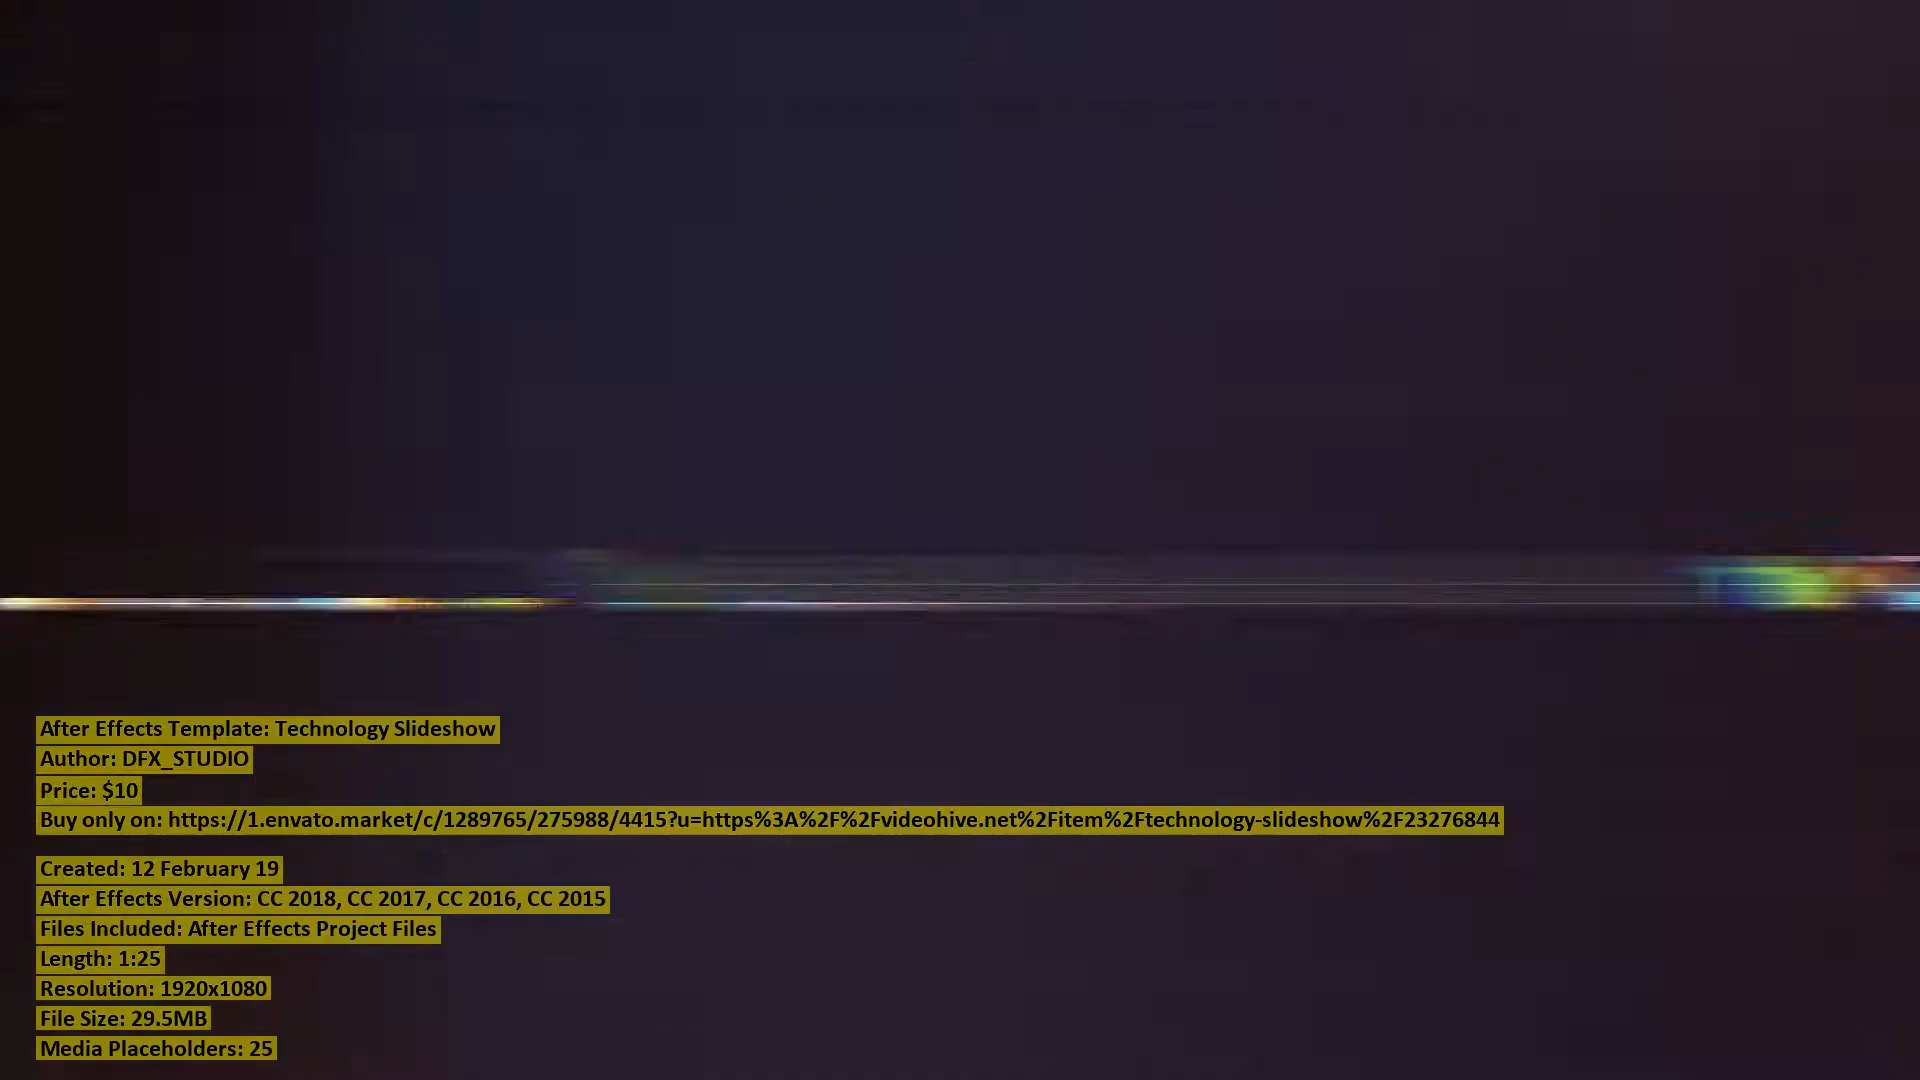 After Effects Template: Technology Slideshow
Author: DFX_STUDIO
Price: $10
Buy only on: https://1.envato.market/c/1289765/275988/4415?u=https%3A%2F%2Fvideohive.net%2Fitem%2Ftechnology-slideshow%2F23276844
Created: 12 February 19
After Effects Version: CC 2018, CC 2017, CC 2016, CC 2015
Files Included: After Effects Project Files
Length: 1:25
Resolution: 1920x1080
File Size: 29.5MB
Media Placeholders: 25